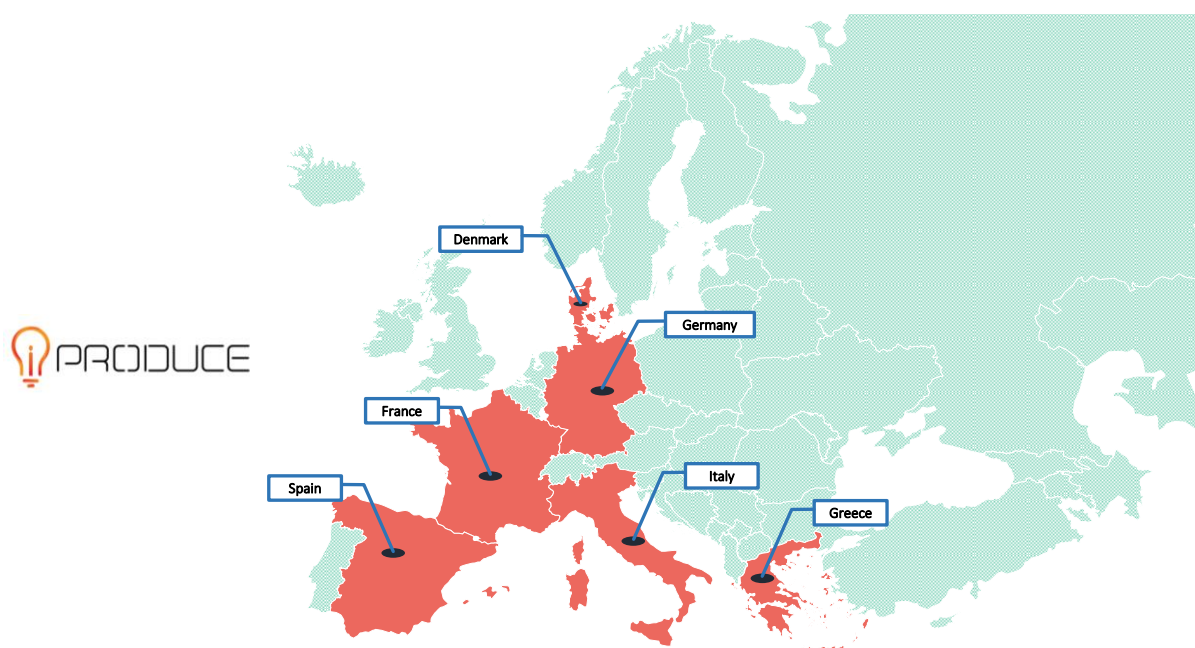 Denmark
Germany
i PRODUCE
France
Italy
Spain
Greece